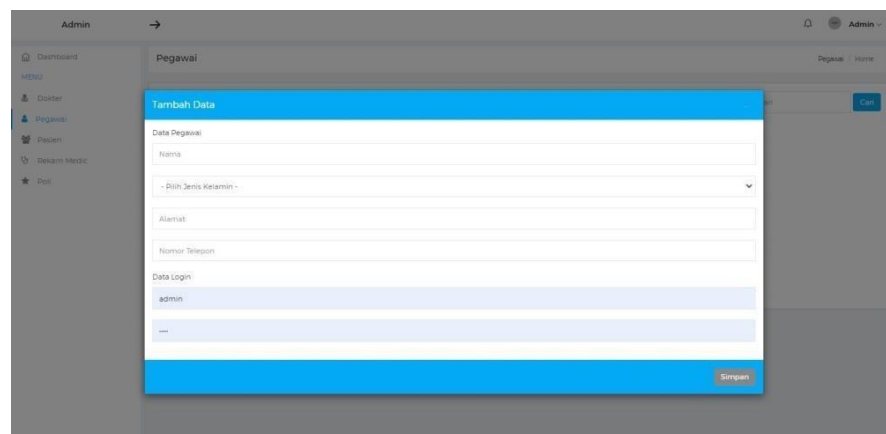 Admin
Admin
Dashboard
MENU
Dokter
Pegawai
Pasien
Rekam Medic
Poli
Pegawai
Pegawai / Home
Cari
Tambah Data
Data Pegawai
Nama
- Pilih Jenis Kelamin -
Alamat
Nomor Telepon
Data Login
admin
····
Simpan